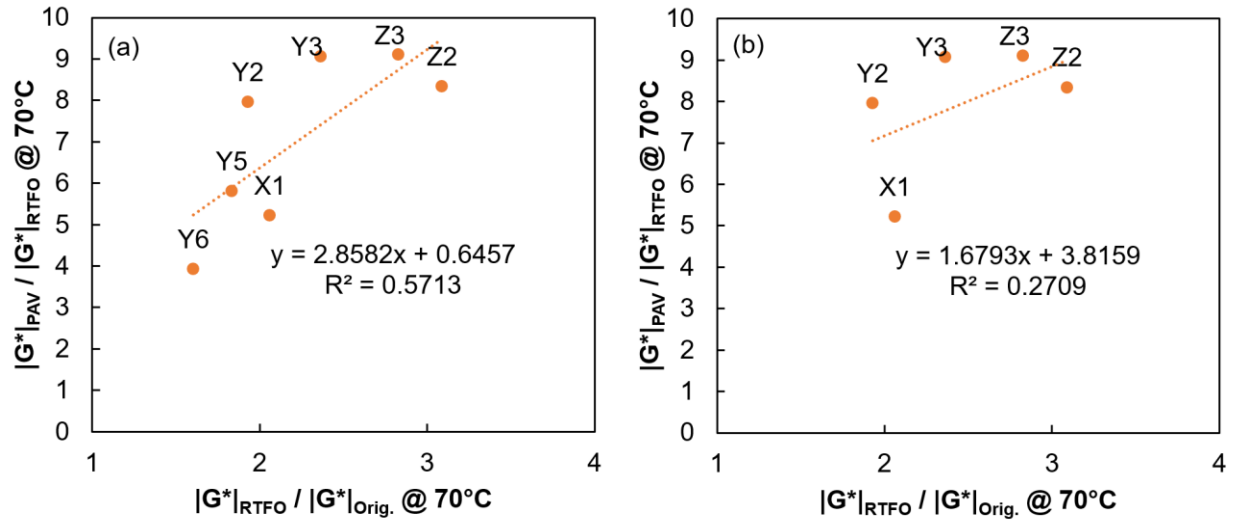 (a)
10
9
8
7
6
5
4
3
2
1
0
|G*|PAV / |G*|RTFO @ 70°C
Y3
Z3
Z2
Y2
Y5
X1
Y6
y = 2.8582x + 0.6457
R² = 0.5713
1 2 3 4
|G*|RTFO / |G*|Orig. @ 70°C
(b)
10
9
8
7
6
5
4
3
2
1
0
|G*|PAV / |G*|RTFO @ 70°C
Y3
Z3
Z2
Y2
X1
y = 1.6793x + 3.8159
R² = 0.2709
1 2 3 4
|G*|RTFO / |G*|Orig. @ 70°C